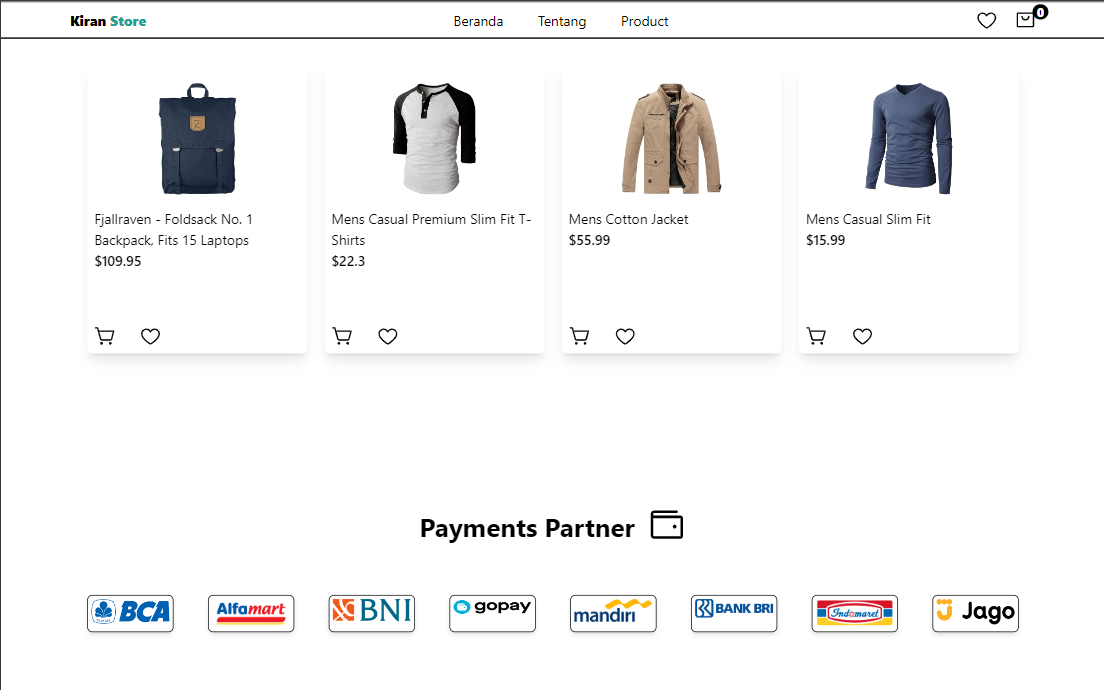 Kiran Store
Beranda Tentang Product
0
Fjallraven - Foldsack No. 1
Backpack, Fits 15 Laptops
$109.95
Mens Casual Premium Slim Fit T-
Shirts
$22.3
Mens Cotton Jacket
$55.99
Mens Casual Slim Fit
$15.99
Payments Partner
BCA
Alfamart
BNI
gopay
mandiri
BANK BRI
Indomaret
Jago